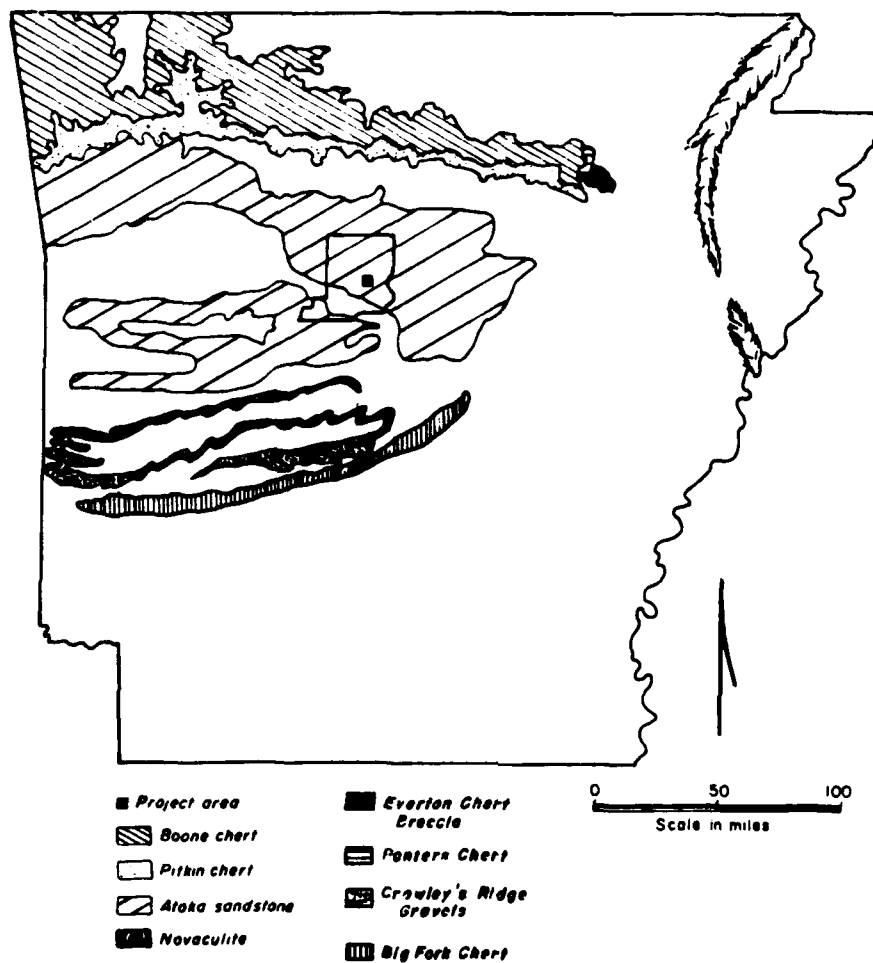 Project area
Boone chert
Pitkin chert
Atoka sandstone
Novaculite
Everton Chert
Breccia
Pontern Chert
Crowley's Ridge
Gravels
Big Fork Chert
0 50 100
Scale in miles